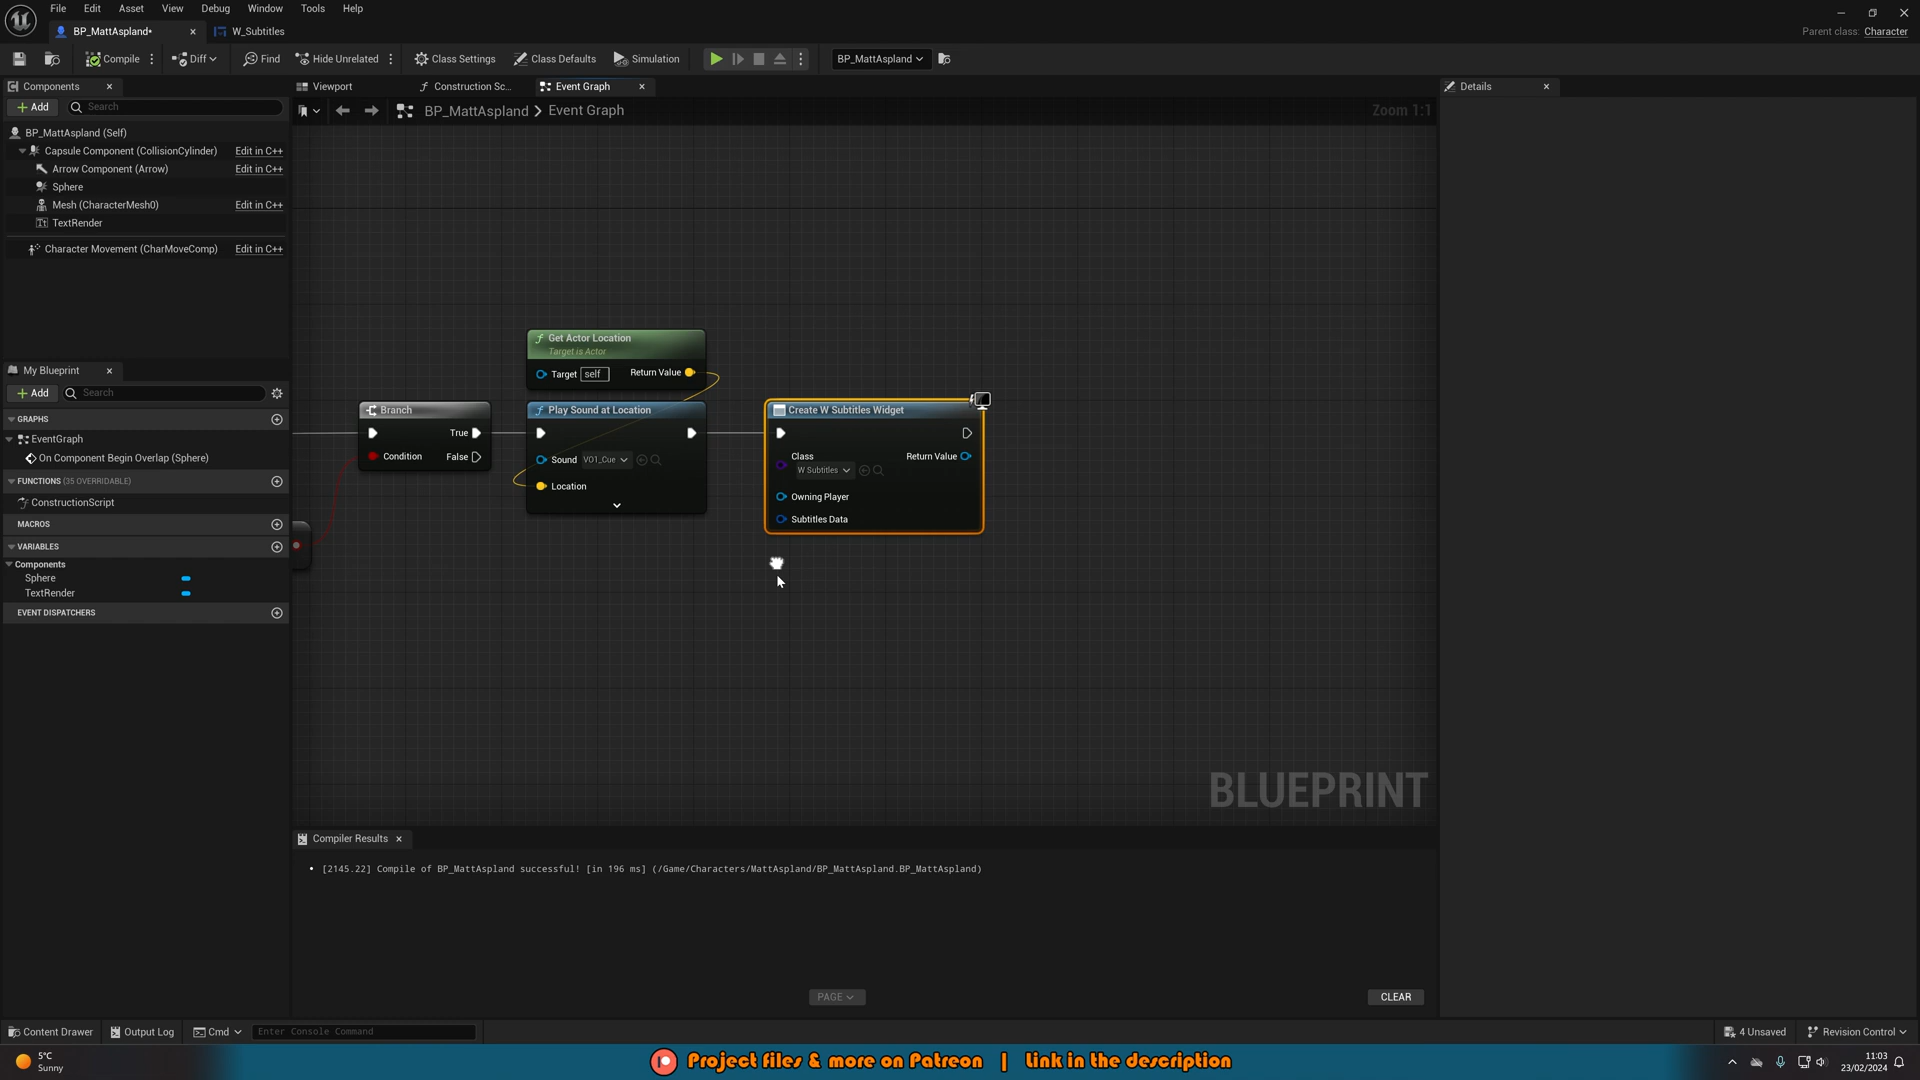 File Edit Asset View Debug Window Tools Help
BP_MattAspland* W_Subtitles
Parent class: Character
Compile Diff Find Hide Unrelated Class Settings Class Defaults Simulation BP_MattAspland
Components
Viewport Construction Sc... Event Graph
Details
Add Search
BP_MattAspland > Event Graph
Zoom 1:1
BP_MattAspland (Self)
Capsule Component (CollisionCylinder) Edit in C++
Arrow Component (Arrow) Edit in C++
Sphere
Mesh (CharacterMesh0) Edit in C++
TextRender
Character Movement (CharMoveComp) Edit in C++
My Blueprint
Add Search
GRAPHS
EventGraph
On Component Begin Overlap (Sphere)
FUNCTIONS (35 OVERRIDABLE)
ConstructionScript
MACROS
VARIABLES
Components
Sphere
TextRender
EVENT DISPATCHERS
Get Actor Location
Target is Actor
Target self Return Value
Branch
True
Condition False
Play Sound at Location
Sound VO1_Cue
Location
Create W Subtitles Widget
Class
W Subtitles
Return Value
Owning Player
Subtitles Data
BLUEPRINT
Compiler Results
• [2145.22] Compile of BP_MattAspland successful! [in 196 ms] (/Game/Characters/MattAspland/BP_MattAspland.BP_MattAspland)
PAGE
CLEAR
Content Drawer Output Log Cmd Enter Console Command
4 Unsaved Revision Control
5°C
Sunny
Project files & more on Patreon | Link in the description
11:03
23/02/2024